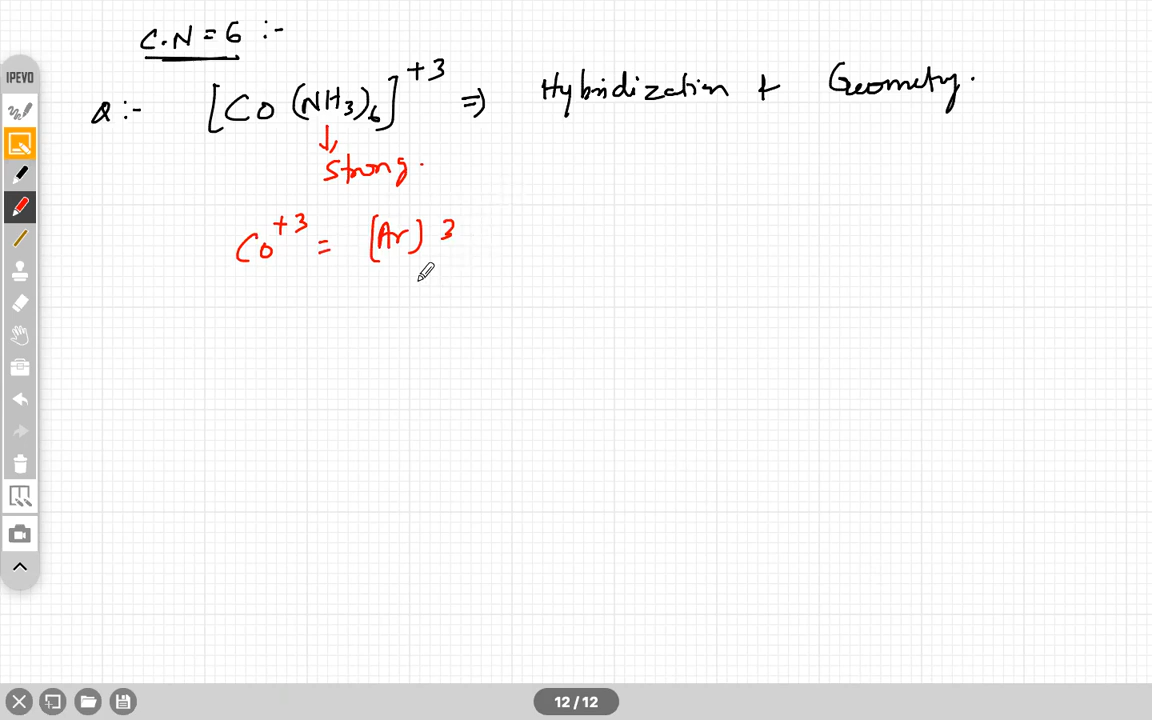 C.N = 6 :-
IPEVO
Q :- [Co (NH3)6]+3 => Hybridization + Geometry.
↓
Strong.
Co+3 = [Ar] 3
12 / 12